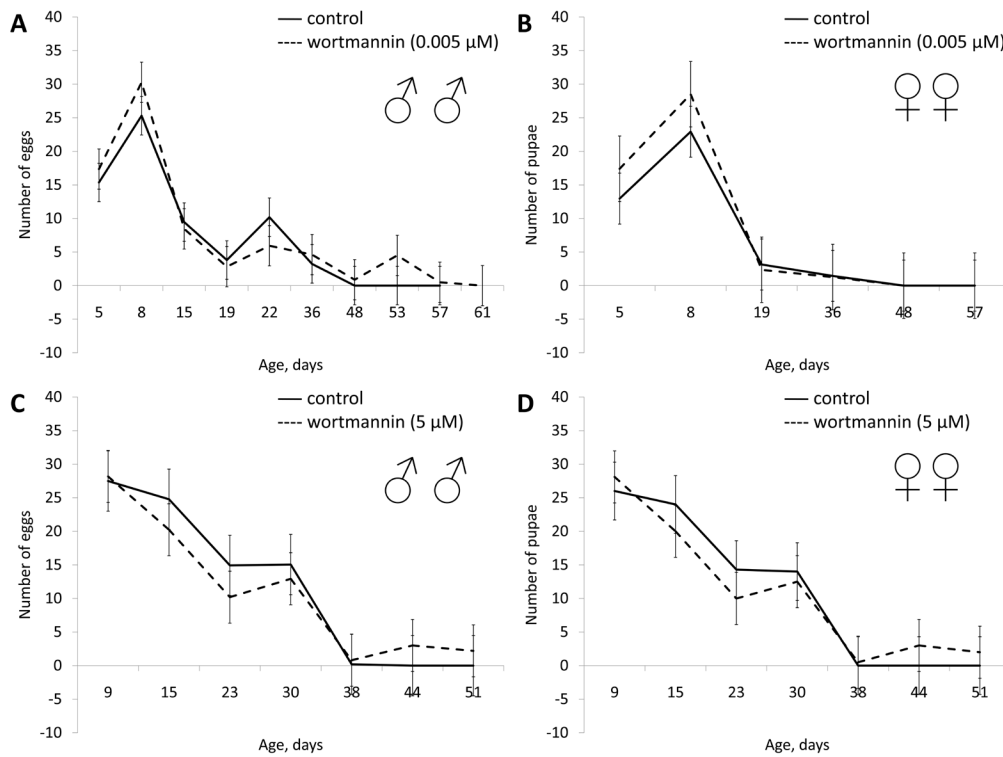 A
control
wortmannin (0.005 µM)
40
35
30
25
20
15
10
5
0
-5
-10
Number of eggs
5 8 15 19 22 36 48 53 57 61
Age, days
B
control
wortmannin (0.005 µM)
40
35
30
25
20
15
10
5
0
-5
-10
Number of pupae
5 8 19 36 48 57
Age, days
C
control
wortmannin (5 µM)
40
35
30
25
20
15
10
5
0
-5
-10
Number of eggs
9 15 23 30 38 44 51
Age, days
D
control
wortmannin (5 µM)
40
35
30
25
20
15
10
5
0
-5
-10
Number of pupae
9 15 23 30 38 44 51
Age, days